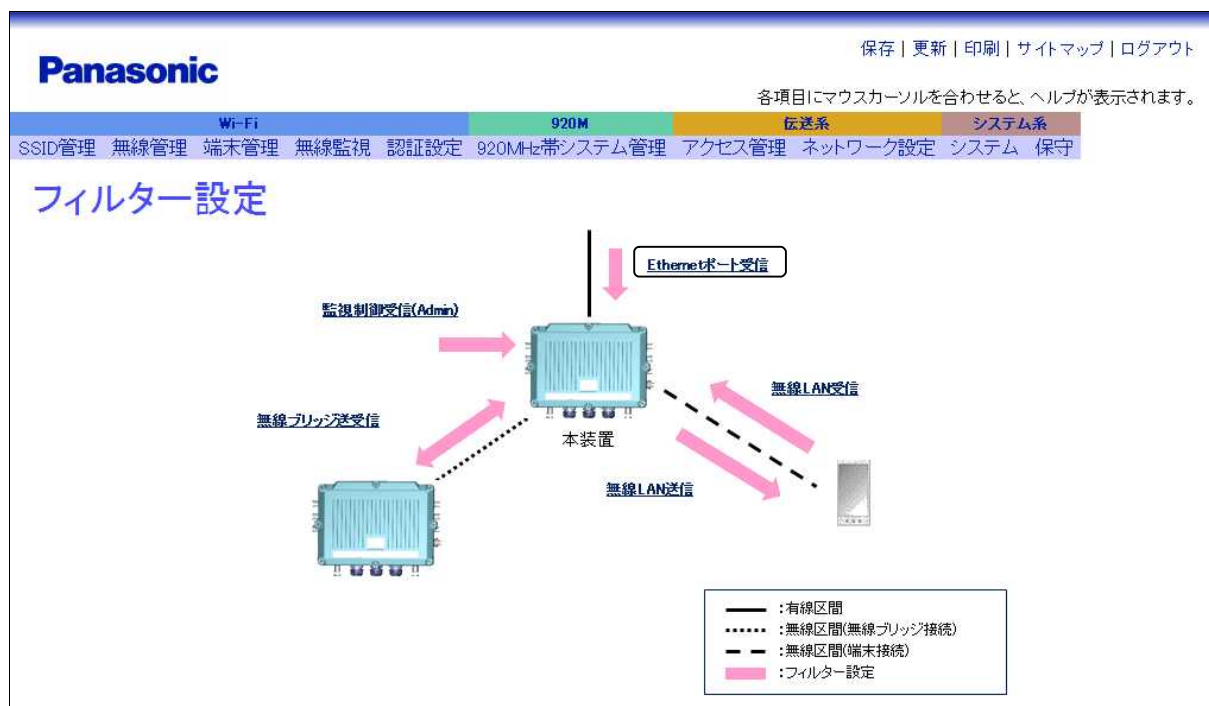 保存 | 更新 | 印刷 | サイトマップ | ログアウト
Panasonic
各項目にマウスカーソルを合わせると、ヘルプが表示されます。
Wi-Fi 920M 伝送系 システム系
SSID管理 無線管理 端末管理 無線監視 認証設定 920MHz帯システム管理 アクセス管理 ネットワーク設定 システム 保守
フィルター設定
Ethernetポート受信
監視制御受信(Admin)
無線LAN受信
無線ブリッジ送受信
本装置
無線LAN送信
:有線区間
:無線区間(無線ブリッジ接続)
:無線区間(端末接続)
:フィルター設定